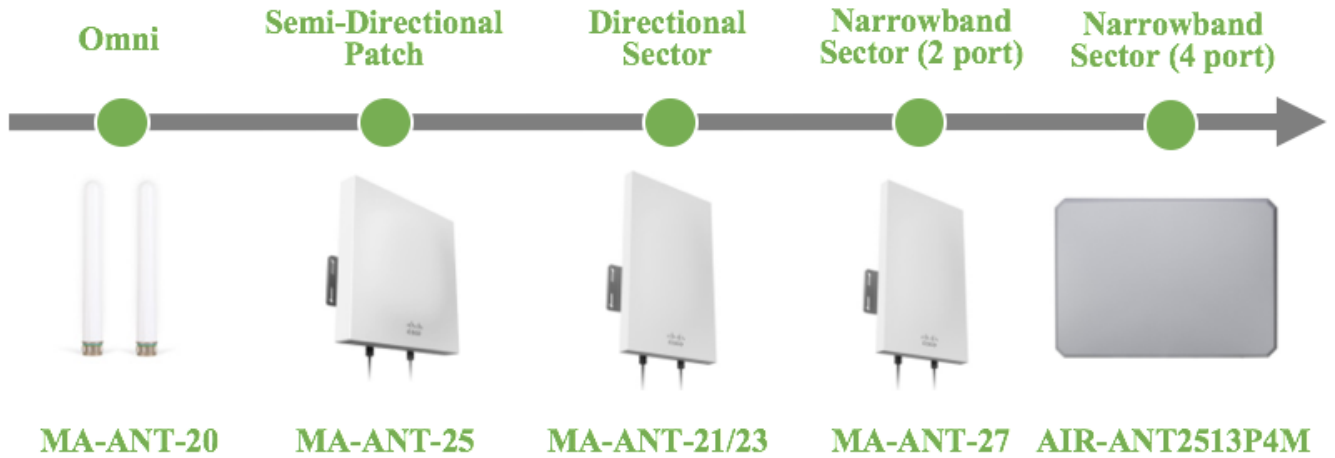 Omni
Semi-Directional
Patch
Directional
Sector
Narrowband
Sector (2 port)
Narrowband
Sector (4 port)
MA-ANT-20
MA-ANT-25
MA-ANT-21/23
MA-ANT-27
AIR-ANT2513P4M